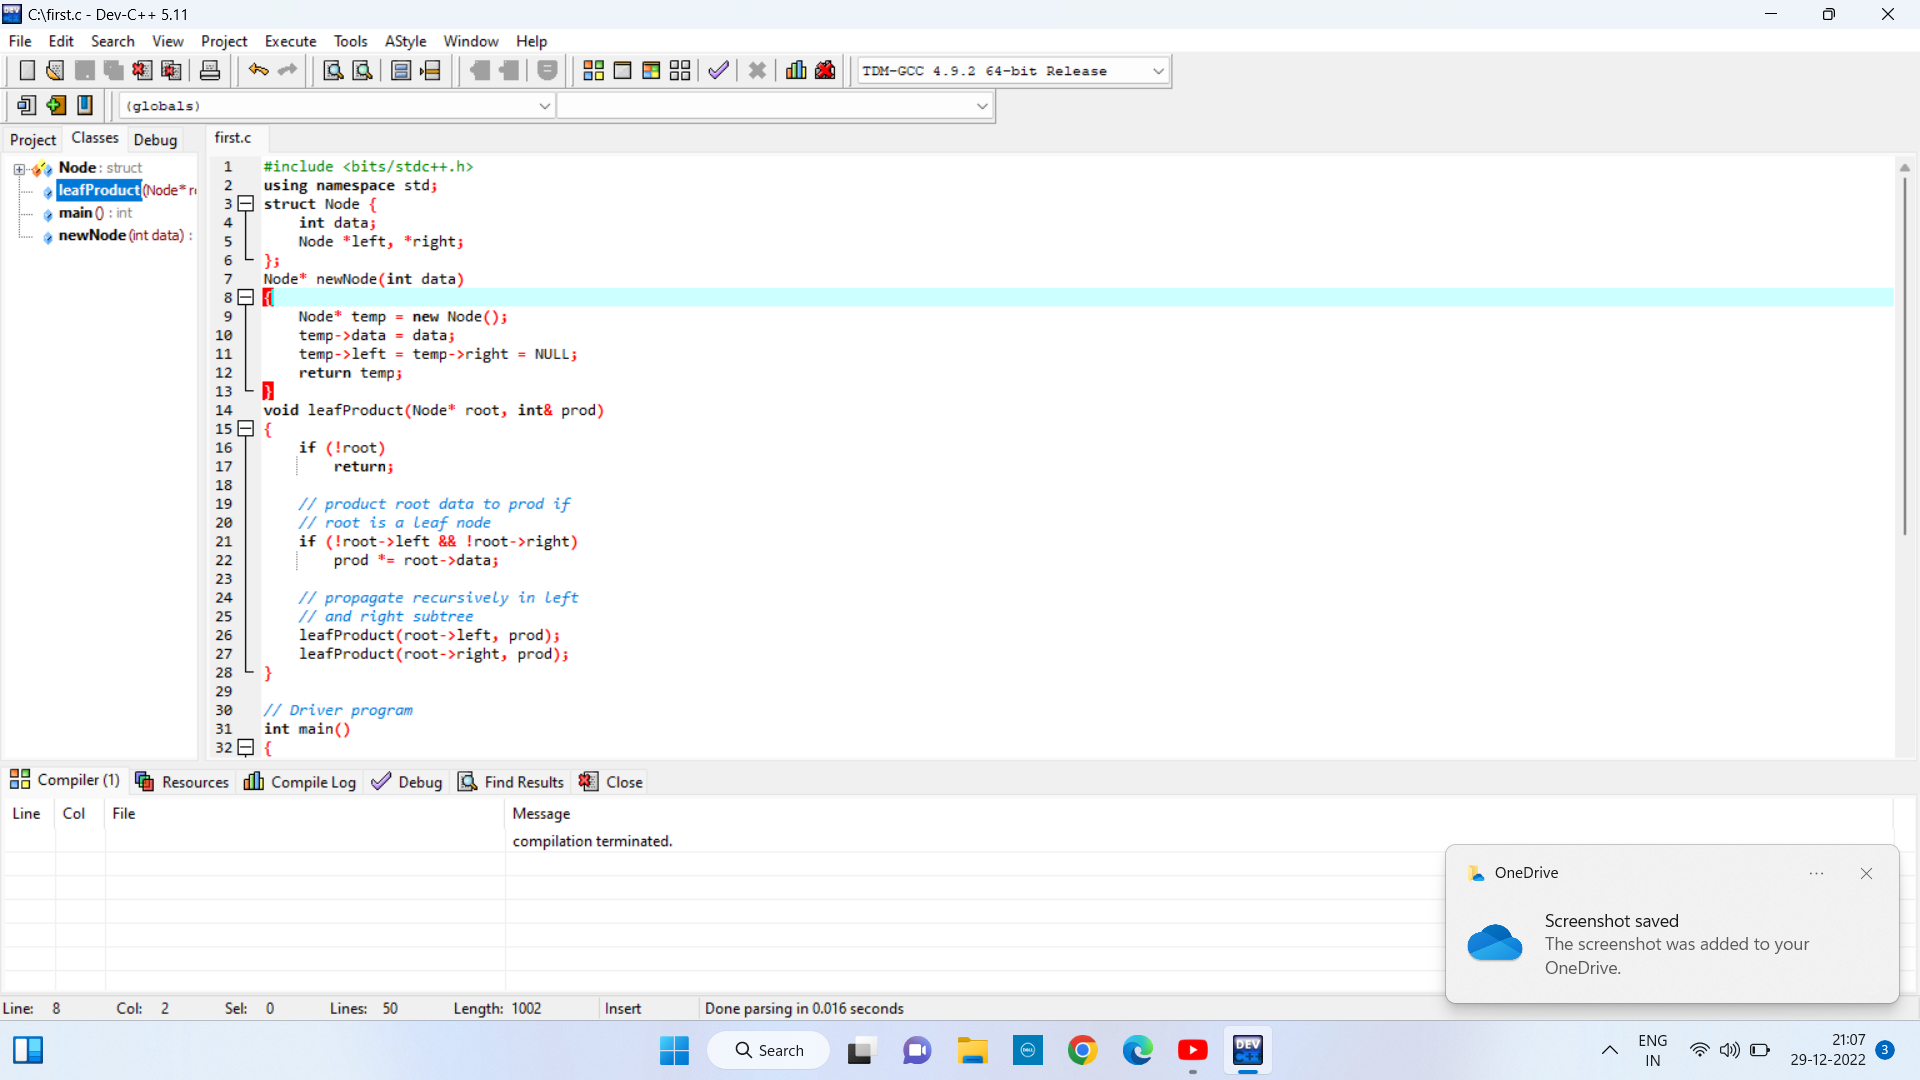 C:\first.c - Dev-C++ 5.11
File Edit Search View Project Execute Tools AStyle Window Help
TDM-GCC 4.9.2 64-bit Release
(globals)
Project Classes Debug
first.c
Node : struct
leafProduct (Node* r
main () : int
newNode (int data) :
1 #include <bits/stdc++.h>
2 using namespace std;
3 struct Node {
4 int data;
5 Node *left, *right;
6 };
7 Node* newNode(int data)
8 {
9 Node* temp = new Node();
10 temp->data = data;
11 temp->left = temp->right = NULL;
12 return temp;
13 }
14 void leafProduct(Node* root, int& prod)
15 {
16 if (!root)
17 return;
18
19 // product root data to prod if
20 // root is a leaf node
21 if (!root->left && !root->right)
22 prod *= root->data;
23
24 // propagate recursively in left
25 // and right subtree
26 leafProduct(root->left, prod);
27 leafProduct(root->right, prod);
28 }
29
30 // Driver program
31 int main()
32 {
Compiler (1) Resources Compile Log Debug Find Results Close
Line Col File Message
compilation terminated.
OneDrive
Screenshot saved
The screenshot was added to your
OneDrive.
Line: 8 Col: 2 Sel: 0 Lines: 50 Length: 1002 Insert Done parsing in 0.016 seconds
Search
DELL
DEV
C++
ENG
IN
21:07
29-12-2022
3